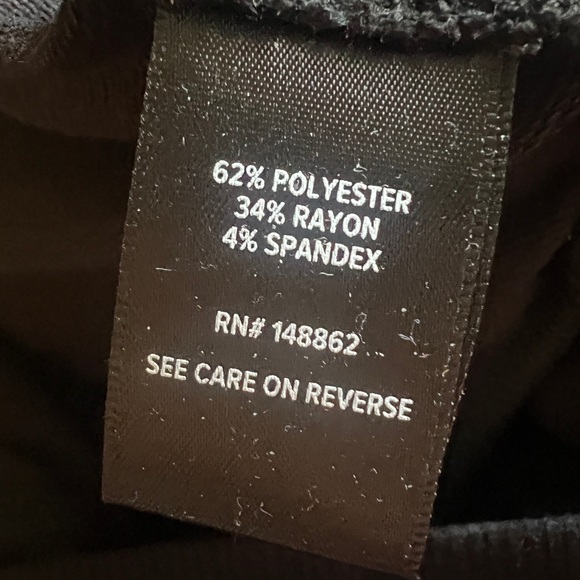 62% POLYESTER
34% RAYON
4% SPANDEX
RN# 148862
SEE CARE ON REVERSE